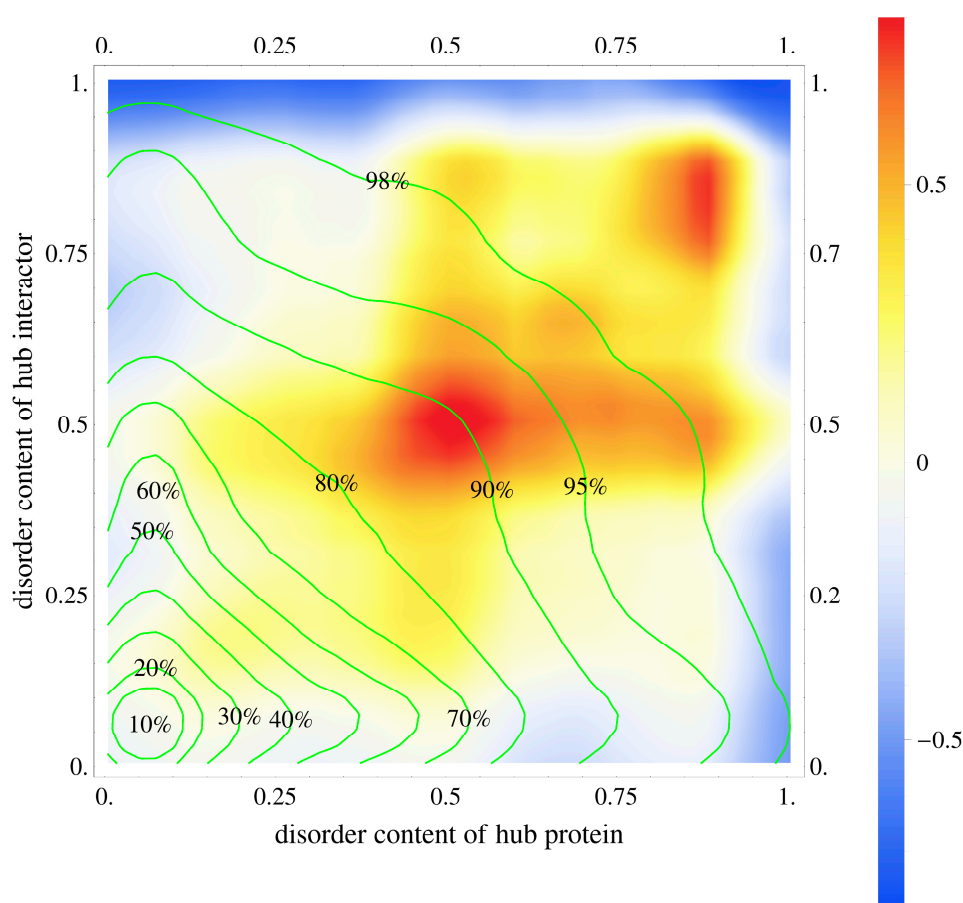 0. 0.25 0.5 0.75 1.
1. 1.
0.5
98%
0.75 0.7
disorder content of hub interactor
0.5 0.5
0
60% 80% 90% 95%
50%
0.25 0.2
20%
10% 30% 40% 70%
−0.5
0. 0.
0. 0.25 0.5 0.75 1.
disorder content of hub protein